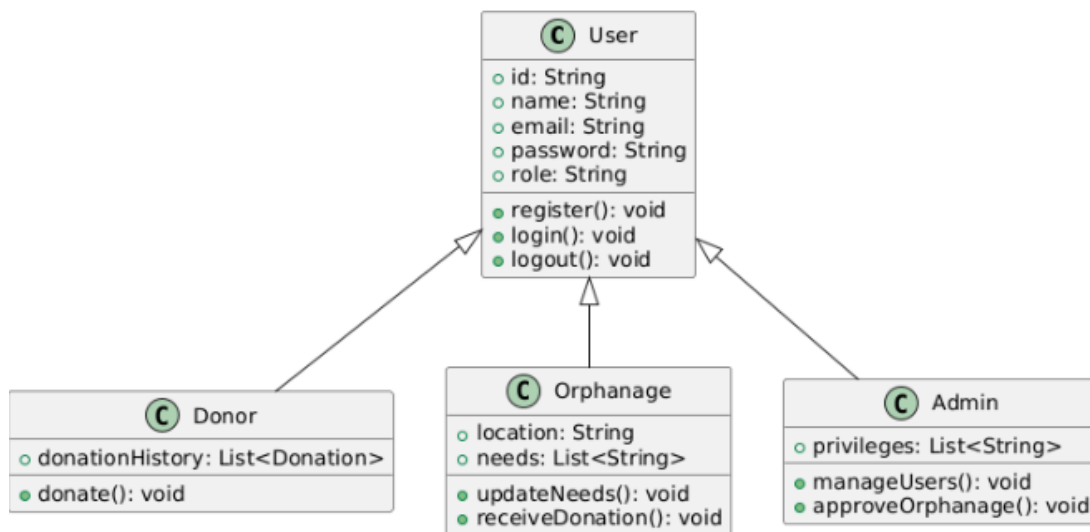 C User
+ id: String
+ name: String
+ email: String
+ password: String
+ role: String
register(): void
login(): void
logout(): void
C Donor
donationHistory: List<Donation>
donate(): void
C Orphanage
location: String
needs: List<String>
updateNeeds(): void
receiveDonation(): void
C Admin
privileges: List<String>
manageUsers(): void
approveOrphanage(): void